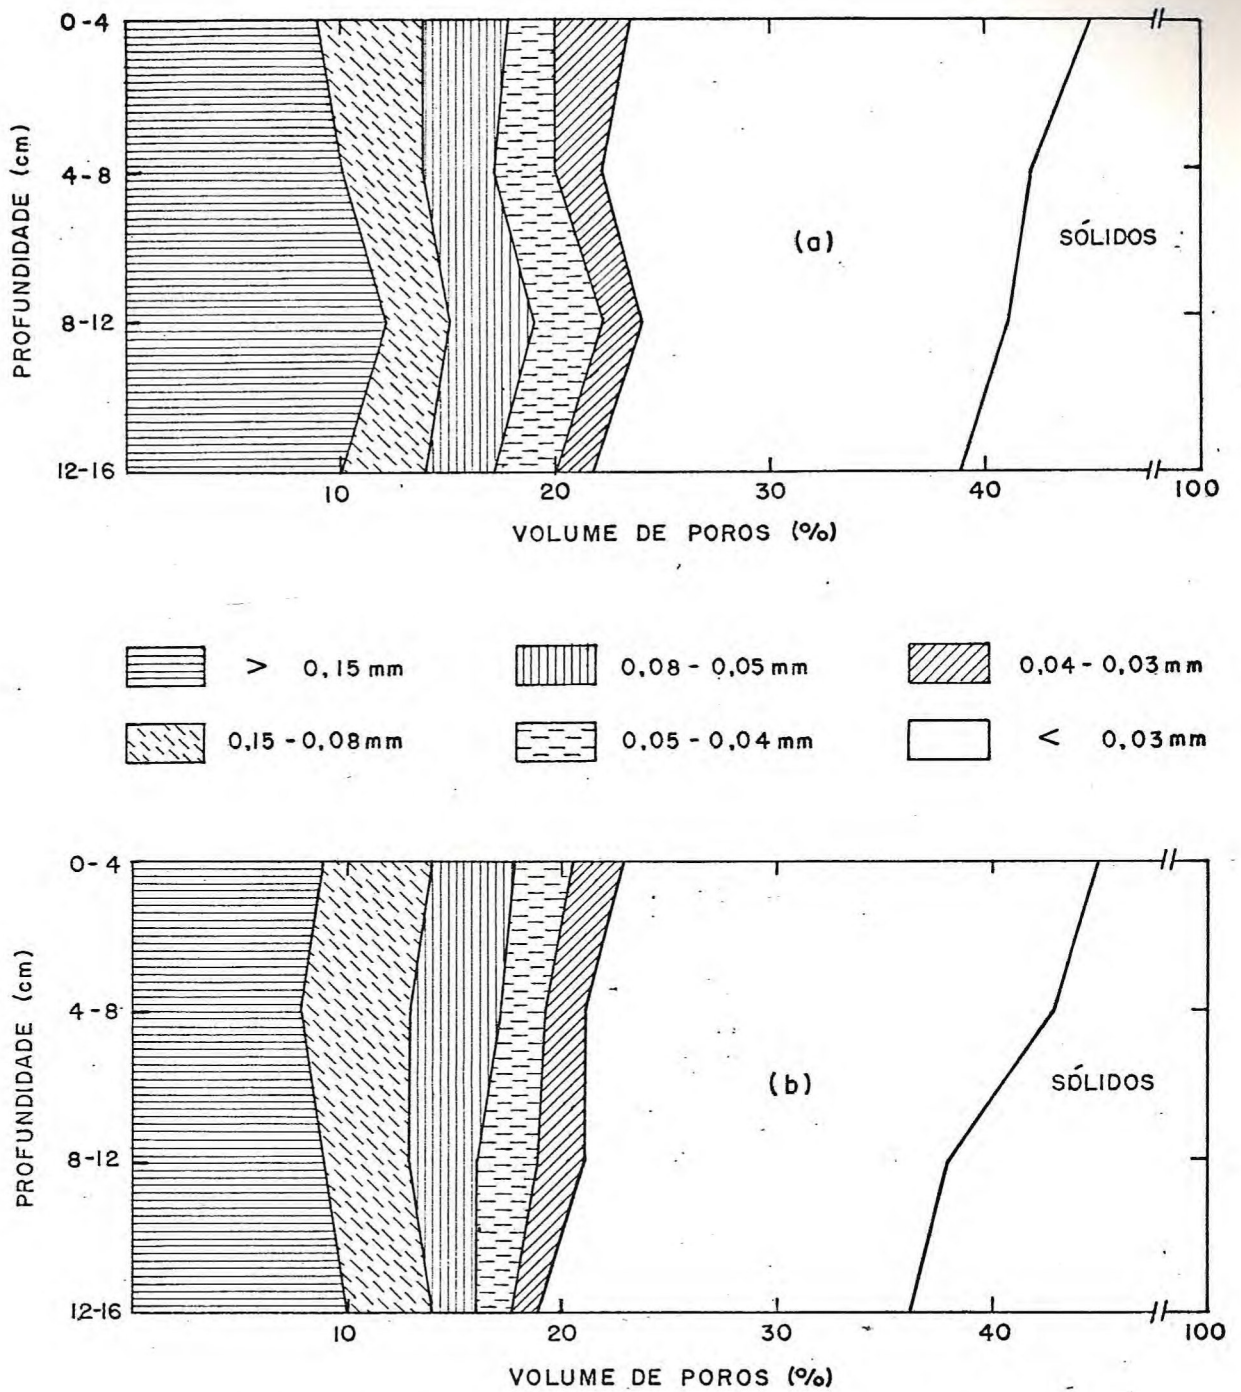 0-4
4-8
8-12
12-16
PROFUNDIDADE (cm)
(a)
SÓLIDOS
10 20 30 40 100
VOLUME DE POROS (%)
> 0,15 mm
0,08 - 0,05 mm
0,04 - 0,03 mm
0,15 - 0,08 mm
0,05 - 0,04 mm
< 0,03 mm
0-4
4-8
8-12
12-16
PROFUNDIDADE (cm)
(b)
SÓLIDOS
10 20 30 40 100
VOLUME DE POROS (%)